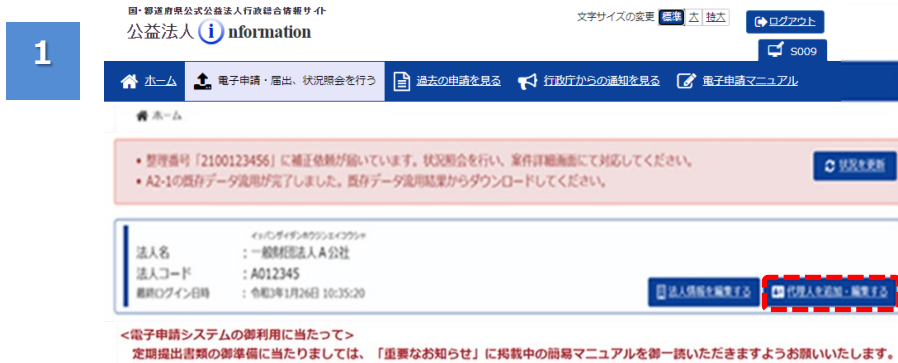 1
国・都道府県公式公益法人行政総合情報サイト
公益法人 i nformation
文字サイズの変更 標準 大 特大
ログアウト
S009
ホーム
電子申請・届出、状況照会を行う
過去の申請を見る
行政庁からの通知を見る
電子申請マニュアル
ホーム
• 整理番号「2100123456」に補正依頼が届いています。状況照会を行い、案件詳細画面にて対応してください。
• A2-1の既存データ流用が完了しました。既存データ流用結果からダウンロードしてください。
状況を更新
イッパンザイダンホウジンエイコウシャ
法人名 : 一般財団法人A公社
法人コード : A012345
最終ログイン日時 : 令和3年1月26日 10:35:20
法人情報を編集する
代理人を追加・編集する
<電子申請システムの御利用に当たって>
定期提出書類の御準備に当たりましては、「重要なお知らせ」に掲載中の簡易マニュアルを御一読いただきますようお願いいたします。